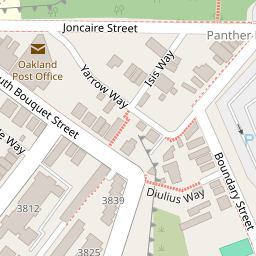 Joncaire Street
Panther
Isis Way
Oakland
Post Office
Yarrow Way
Bouquet Street
Way
Boundary Street
Diulius Way
3839
3812
3825
P